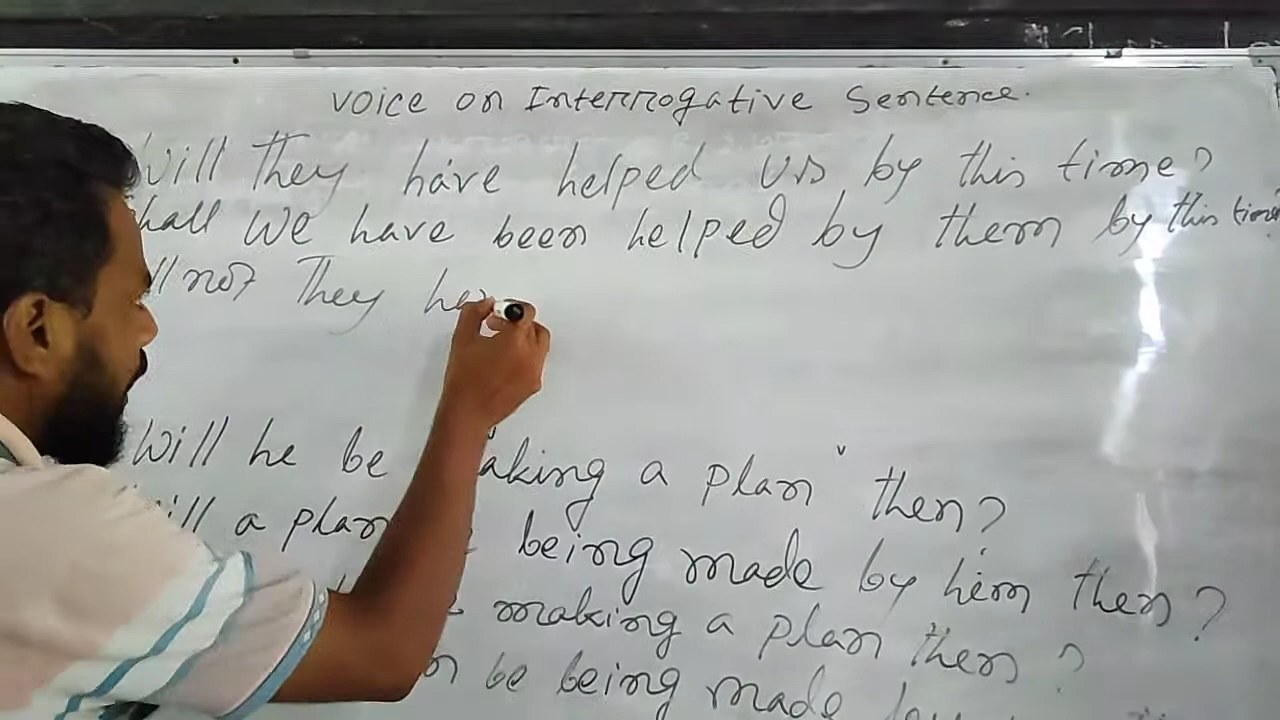 Voice on Interrogative Sentence.
Will They have helped us by this time?
hall We have been helped by them by this time?
ll not They ha
Will he be aking a plan then?
ill a plan being made by him then?
making a plan then?
n be being made